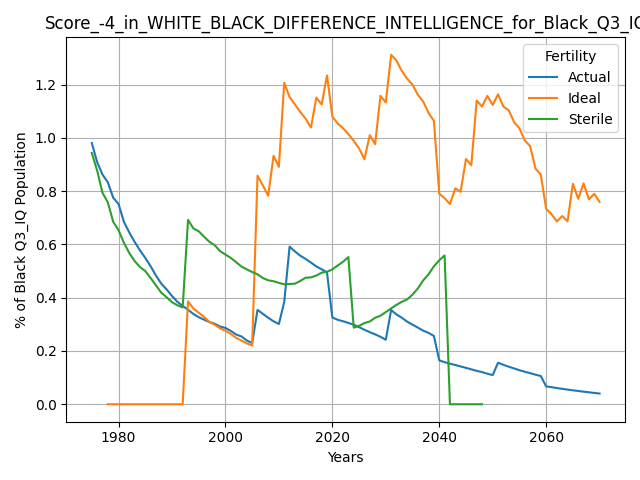 Score_-4_in_WHITE_BLACK_DIFFERENCE_INTELLIGENCE_for_Black_Q3_IQ
Fertility
Actual
Ideal
Sterile
% of Black Q3_IQ Population
1.2
1.0
0.8
0.6
0.4
0.2
0.0
1980 2000 2020 2040 2060
Years